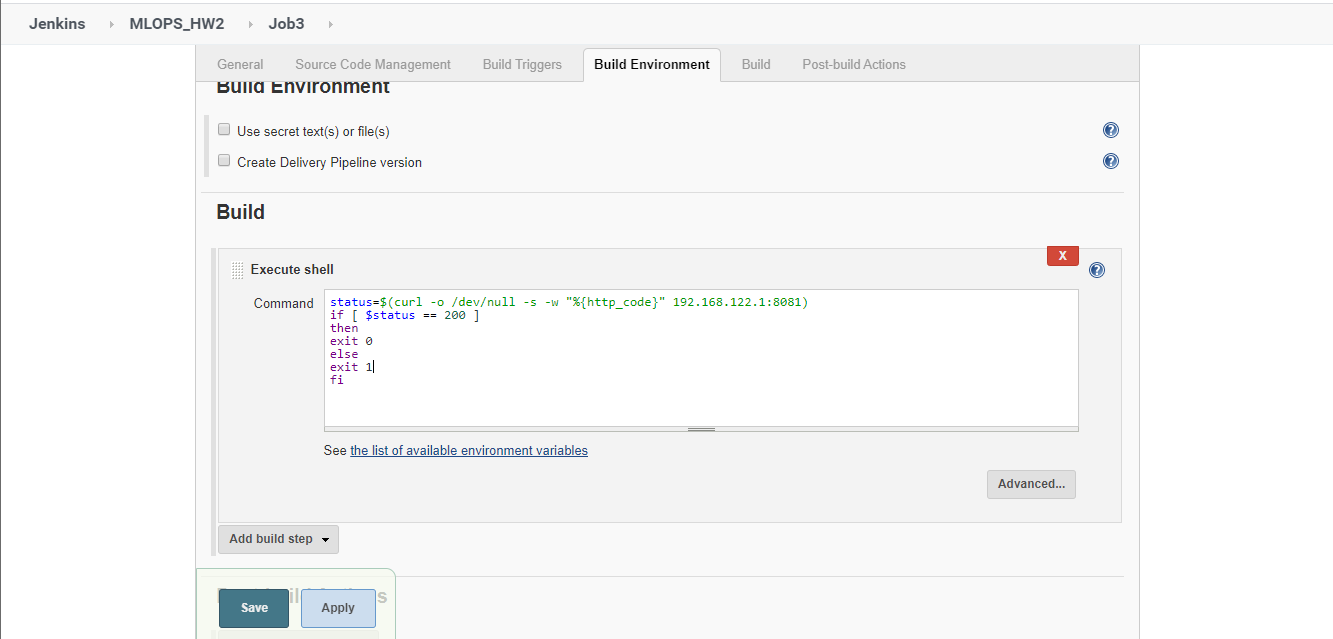 Jenkins MLOPS_HW2 Job3
General Source Code Management Build Triggers Build Environment Build Post-build Actions
Build Environment
Use secret text(s) or file(s)
Create Delivery Pipeline version
Build
X
Execute shell
Command
status=$(curl -o /dev/null -s -w "%{http_code}" 192.168.122.1:8081)
if [ $status == 200 ]
then
exit 0
else
exit 1
fi
See the list of available environment variables
Advanced...
Add build step
Save Apply